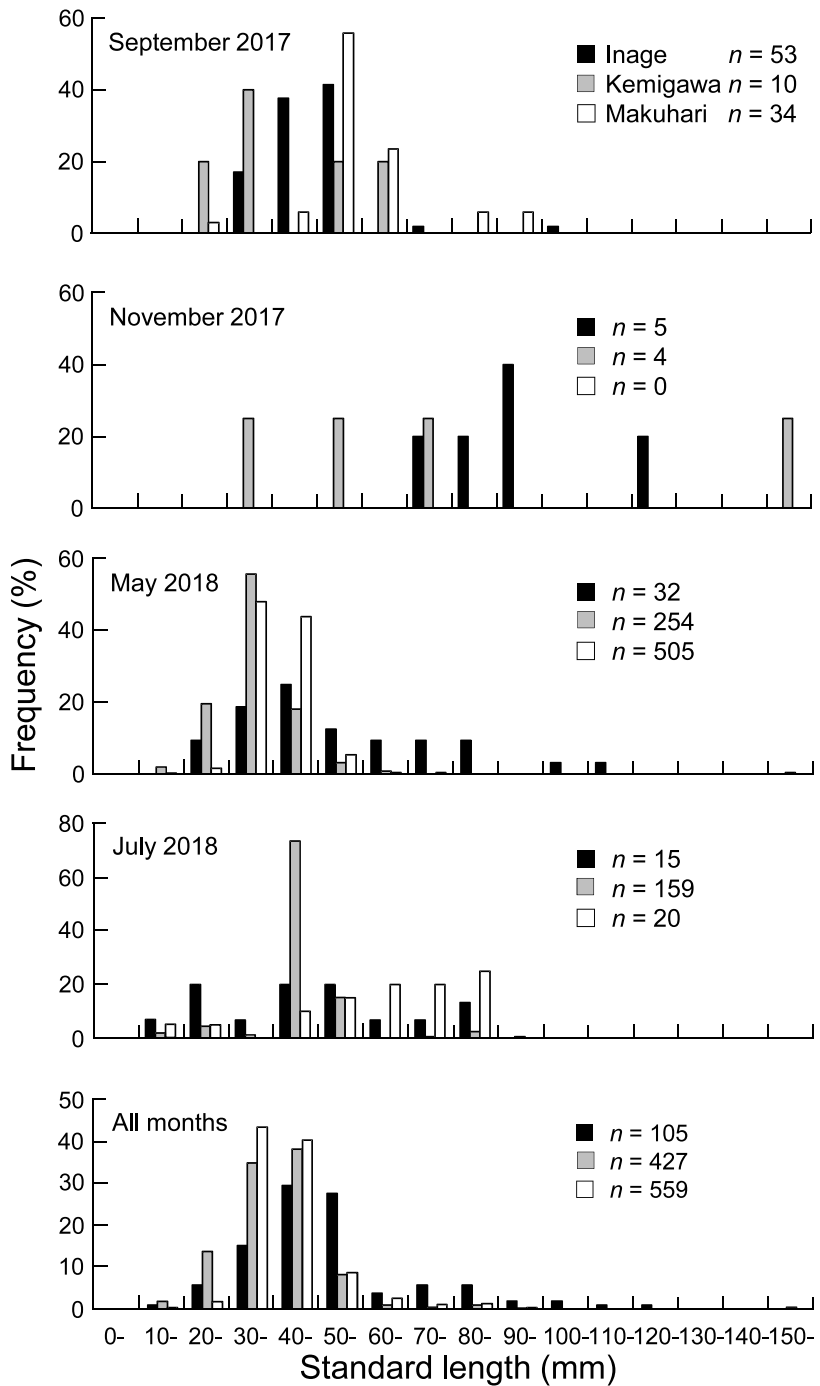 60
September 2017
Inage n = 53
Kemigawa n = 10
Makuhari n = 34
40
20
0
60
November 2017
n = 5
n = 4
n = 0
40
20
0
60
May 2018
n = 32
n = 254
n = 505
40
20
0
Frequency (%)
80
July 2018
n = 15
n = 159
n = 20
60
40
20
0
50
All months
n = 105
n = 427
n = 559
40
30
20
10
0
0- 10- 20- 30- 40- 50- 60- 70- 80- 90- 100- 110- 120- 130- 140- 150-
Standard length (mm)